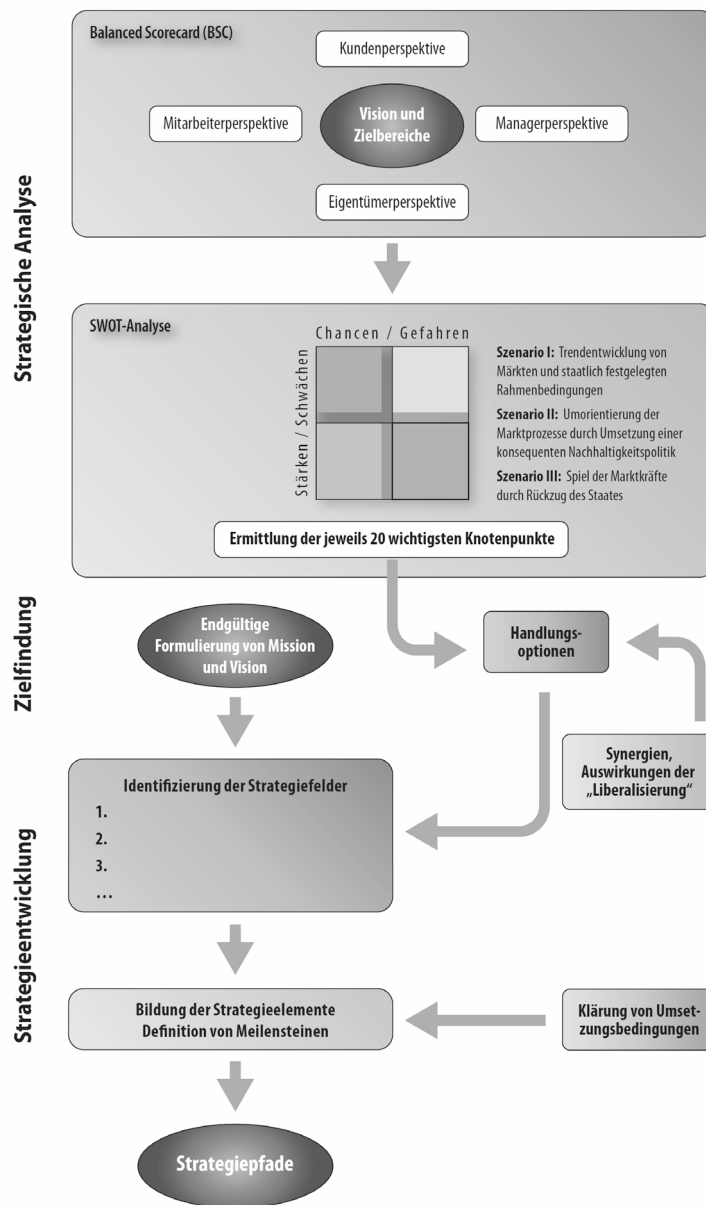 Strategische Analyse
Balanced Scorecard (BSC)
Kundenperspektive
Mitarbeiterperspektive
Vision und
Zielbereiche
Managerperspektive
Eigentümerperspektive
SWOT-Analyse
Chancen / Gefahren
Stärken / Schwächen
Szenario I: Trendentwicklung von
Märkten und staatlich festgelegten
Rahmenbedingungen
Szenario II: Umorientierung der
Marktprozesse durch Umsetzung einer
konsequenten Nachhaltigkeitspolitik
Szenario III: Spiel der Marktkräfte
durch Rückzug des Staates
Ermittlung der jeweils 20 wichtigsten Knotenpunkte
Zielfindung
Endgültige
Formulierung von Mission
und Vision
Handlungs-
optionen
Synergien,
Auswirkungen der
„Liberalisierung“
Strategieentwicklung
Identifizierung der Strategiefelder
1.
2.
3.
…
Bildung der Strategieelemente
Definition von Meilensteinen
Klärung von Umset-
zungsbedingungen
Strategiepfade